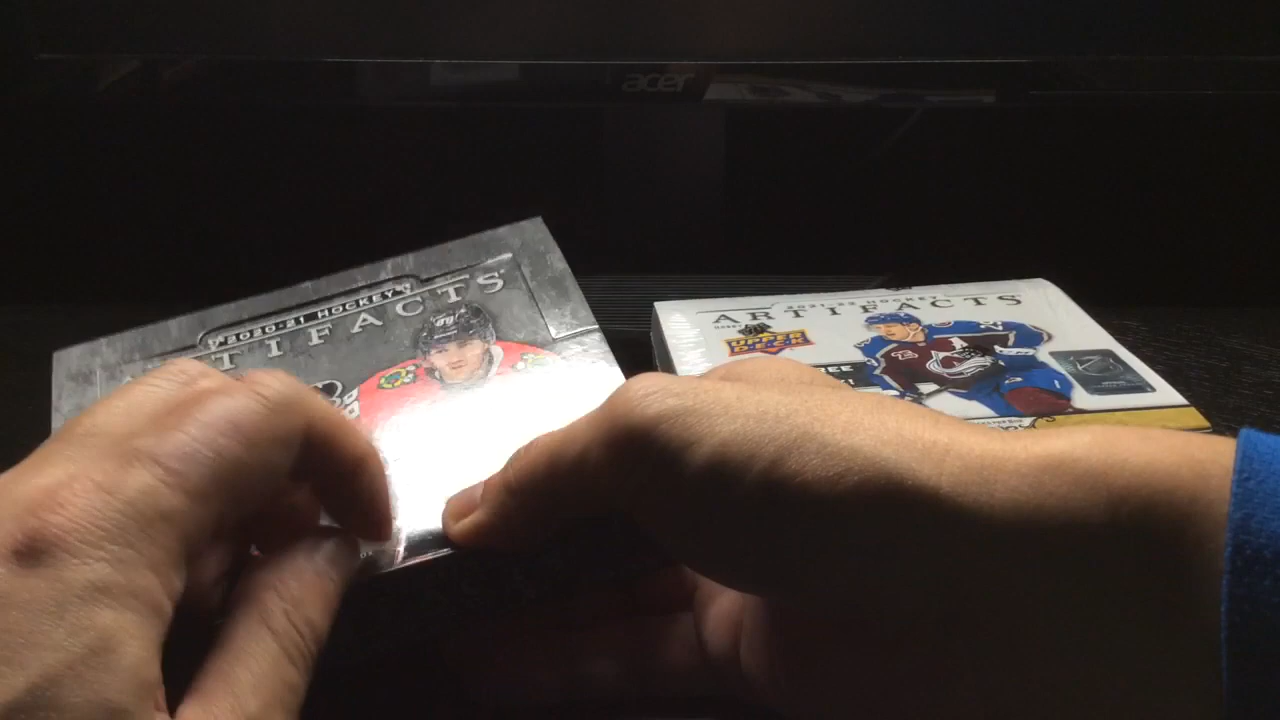 acer
2020-21 HOCKEY
ARTIFACTS
2021-22 HOCKEY
ARTIFACTS
UPPER
DECK